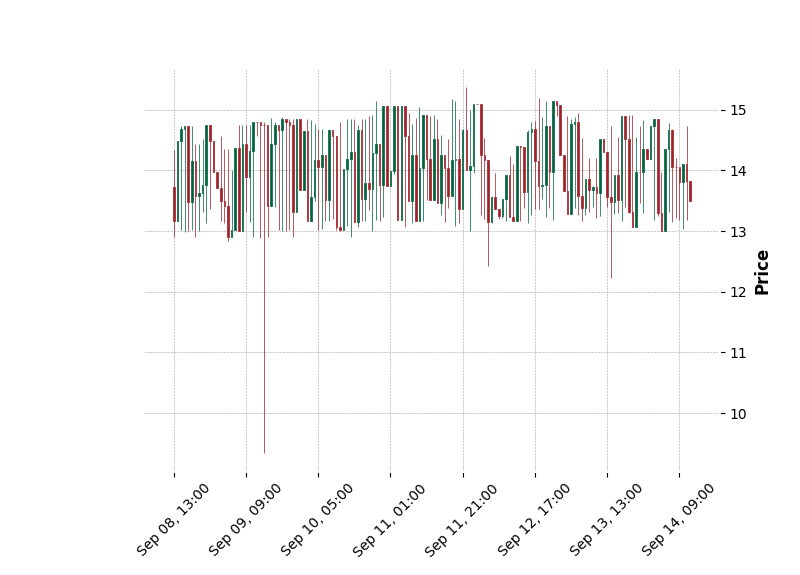 15
14
13
12
11
10
Price
Sep 08, 13:00
Sep 09, 09:00
Sep 10, 05:00
Sep 11, 01:00
Sep 11, 21:00
Sep 12, 17:00
Sep 13, 13:00
Sep 14, 09:00